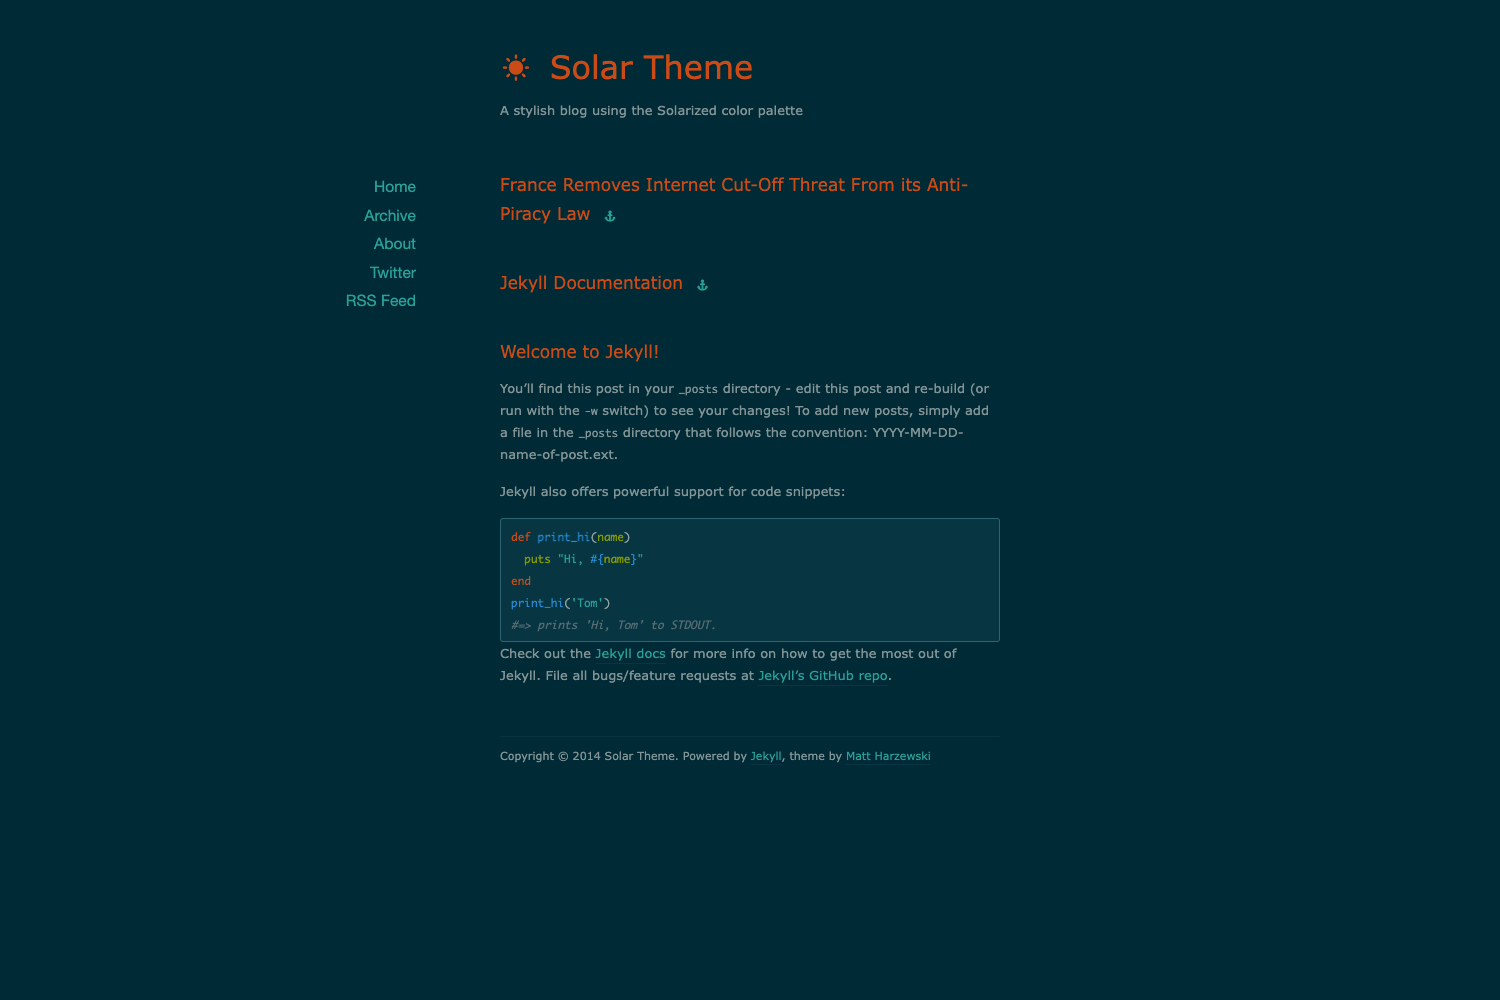 Solar Theme
A stylish blog using the Solarized color palette
Home
Archive
About
Twitter
RSS Feed
France Removes Internet Cut-Off Threat From its Anti-
Piracy Law
Jekyll Documentation
Welcome to Jekyll!
You’ll find this post in your _posts directory - edit this post and re-build (or
run with the -w switch) to see your changes! To add new posts, simply add
a file in the _posts directory that follows the convention: YYYY-MM-DD-
name-of-post.ext.
Jekyll also offers powerful support for code snippets:
def print_hi(name)
  puts "Hi, #{name}"
end
print_hi('Tom')
#=> prints 'Hi, Tom' to STDOUT.
Check out the Jekyll docs for more info on how to get the most out of
Jekyll. File all bugs/feature requests at Jekyll’s GitHub repo.
Copyright © 2014 Solar Theme. Powered by Jekyll, theme by Matt Harzewski